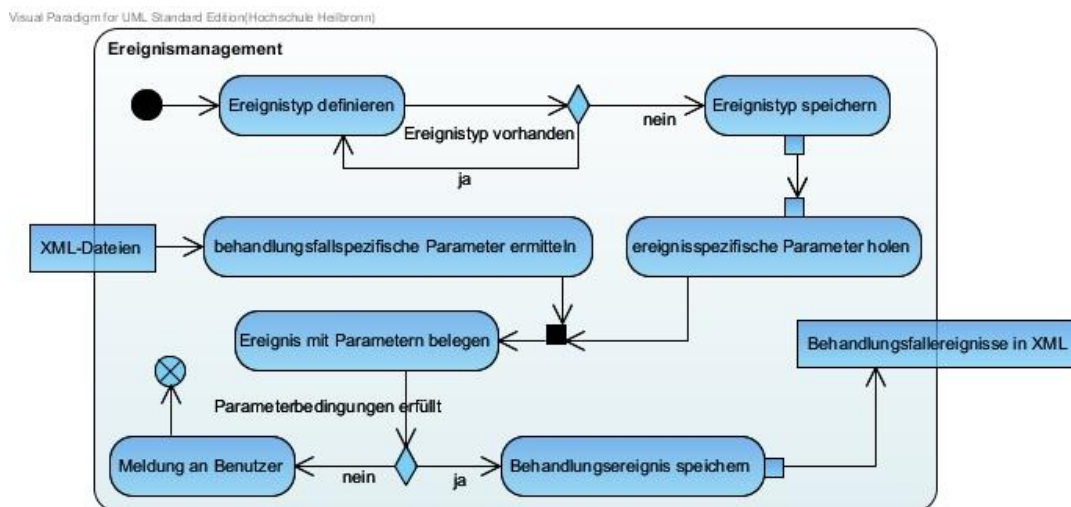 Visual Paradigm for UML Standard Edition(Hochschule Heilbronn)
Ereignismanagement
Ereignistyp definieren
Ereignistyp vorhanden
nein
Ereignistyp speichern
ja
XML-Dateien
behandlungsfallspezifische Parameter ermitteln
ereignisspezifische Parameter holen
Ereignis mit Parametern belegen
Behandlungsfallereignisse in XML
Parameterbedingungen erfüllt
Meldung an Benutzer
nein
ja
Behandlungsereignis speichern